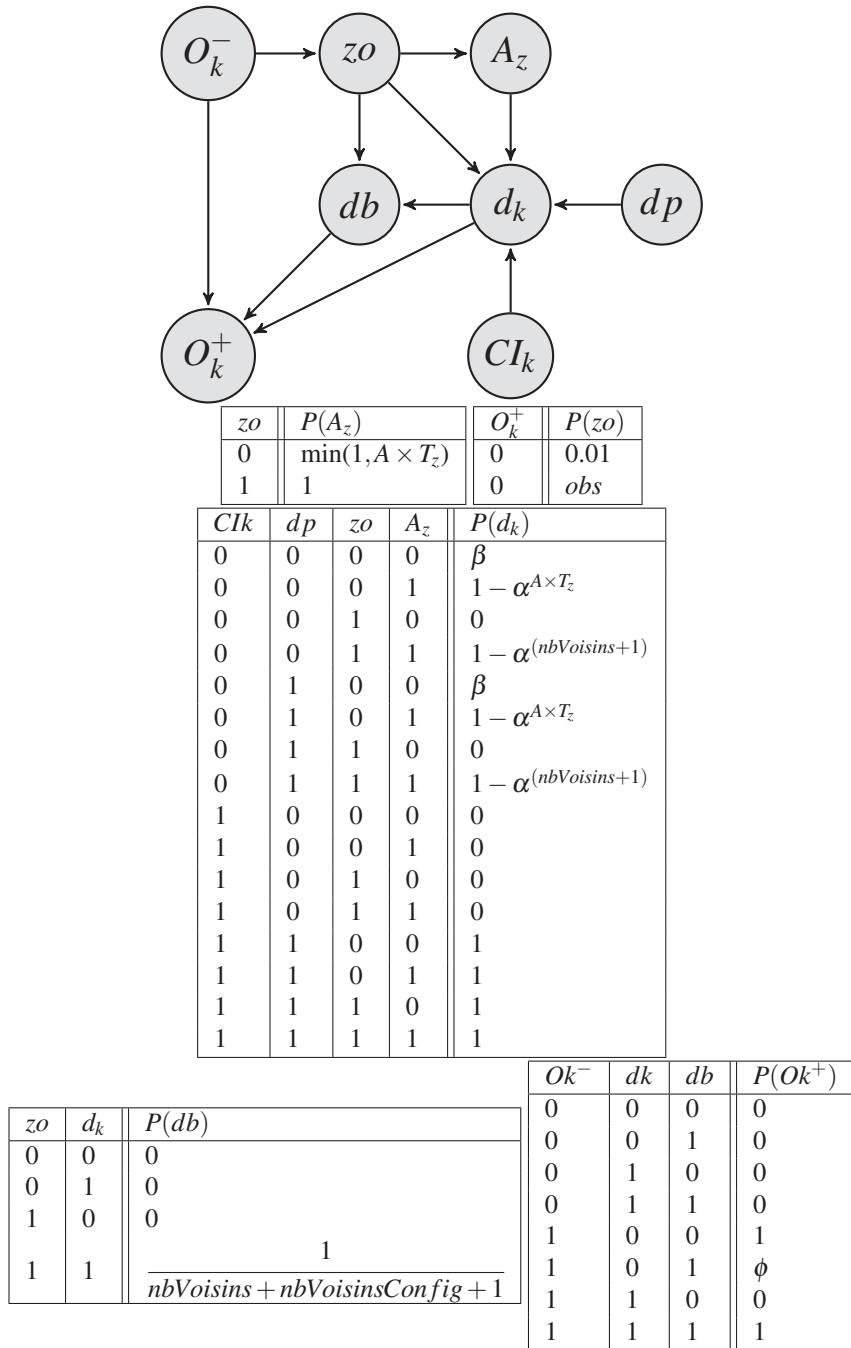 O_k^- zo A_z
db d_k dp
O_k^+ CI_k
zo P(A_z) O_k^+ P(zo)
0 min(1, A × T_z) 0 0.01
1 1 0 obs
CIk dp zo A_z P(d_k)
0 0 0 0 β
0 0 0 1 1 − α^{A×T_z}
0 0 1 0 0
0 0 1 1 1 − α^{(nbVoisins+1)}
0 1 0 0 β
0 1 0 1 1 − α^{A×T_z}
0 1 1 0 0
0 1 1 1 1 − α^{(nbVoisins+1)}
1 0 0 0 0
1 0 0 1 0
1 0 1 0 0
1 0 1 1 0
1 1 0 0 1
1 1 0 1 1
1 1 1 0 1
1 1 1 1 1
zo d_k P(db)
0 0 0
0 1 0
1 0 0
1 1 1 / nbVoisins + nbVoisinsConfig + 1
Ok^- dk db P(Ok^+)
0 0 0 0
0 0 1 0
0 1 0 0
0 1 1 0
1 0 0 1
1 0 1 ϕ
1 1 0 0
1 1 1 1